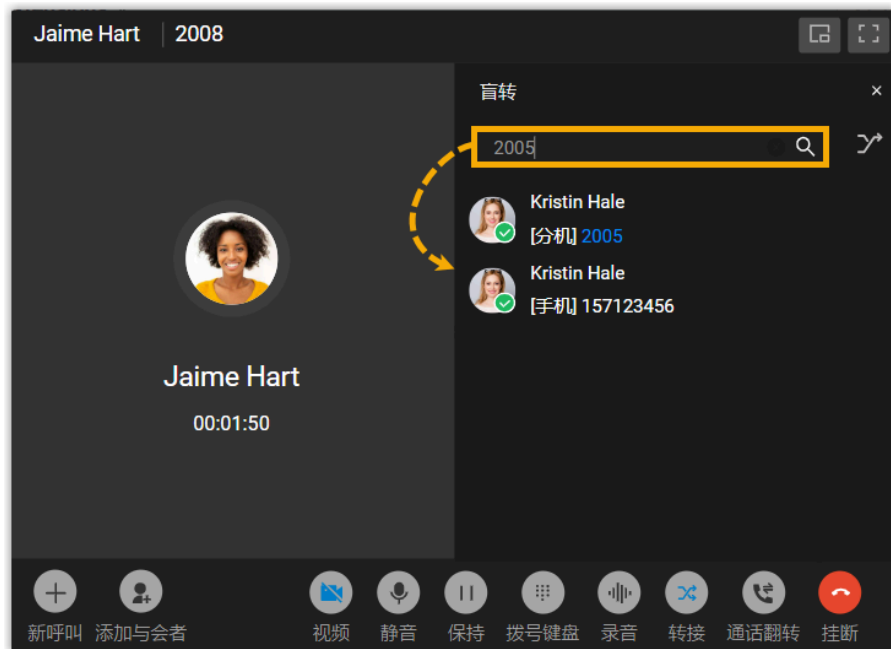 Jaime Hart 2008
盲转
2005
Kristin Hale
[分机] 2005
Kristin Hale
[手机] 157123456
Jaime Hart
00:01:50
新呼叫 添加与会者 视频 静音 保持 拨号键盘 录音 转接 通话翻转 挂断